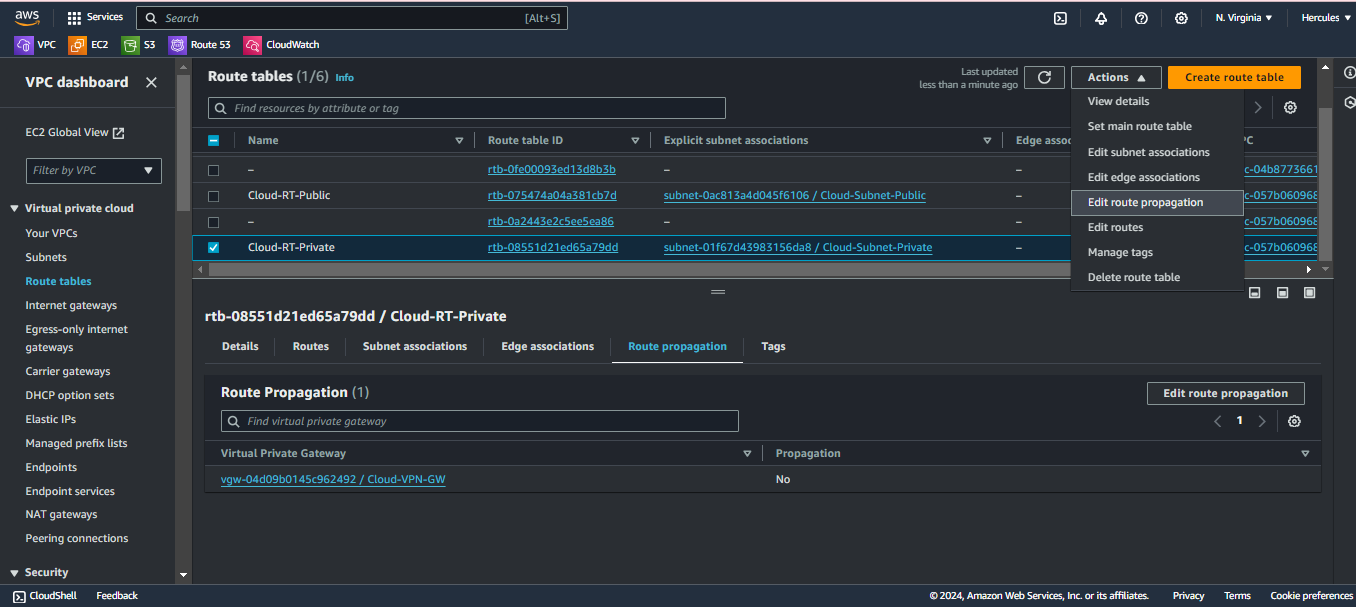 aws Services Search [Alt+S] N. Virginia Hercules
VPC EC2 S3 Route 53 CloudWatch
VPC dashboard
EC2 Global View
Filter by VPC
Virtual private cloud
Your VPCs
Subnets
Route tables
Internet gateways
Egress-only internet
gateways
Carrier gateways
DHCP option sets
Elastic IPs
Managed prefix lists
Endpoints
Endpoint services
NAT gateways
Peering connections
Security
Route tables (1/6) Info
Last updated
less than a minute ago
Actions Create route table
Find resources by attribute or tag
Name Route table ID Explicit subnet associations Edge assoc PC
– rtb-0fe00093ed13d8b3b – – c-04b8773661
Cloud-RT-Public rtb-075474a04a381cb7d subnet-0ac813a4d045f6106 / Cloud-Subnet-Public – c-057b060968
– rtb-0a2443e2c5ee5ea86 – – c-057b060968
Cloud-RT-Private rtb-08551d21ed65a79dd subnet-01f67d43983156da8 / Cloud-Subnet-Private – c-057b060968
View details
Set main route table
Edit subnet associations
Edit edge associations
Edit route propagation
Edit routes
Manage tags
Delete route table
rtb-08551d21ed65a79dd / Cloud-RT-Private
Details Routes Subnet associations Edge associations Route propagation Tags
Route Propagation (1) Edit route propagation
Find virtual private gateway 1
Virtual Private Gateway Propagation
vgw-04d09b0145c962492 / Cloud-VPN-GW No
CloudShell Feedback © 2024, Amazon Web Services, Inc. or its affiliates. Privacy Terms Cookie preferences